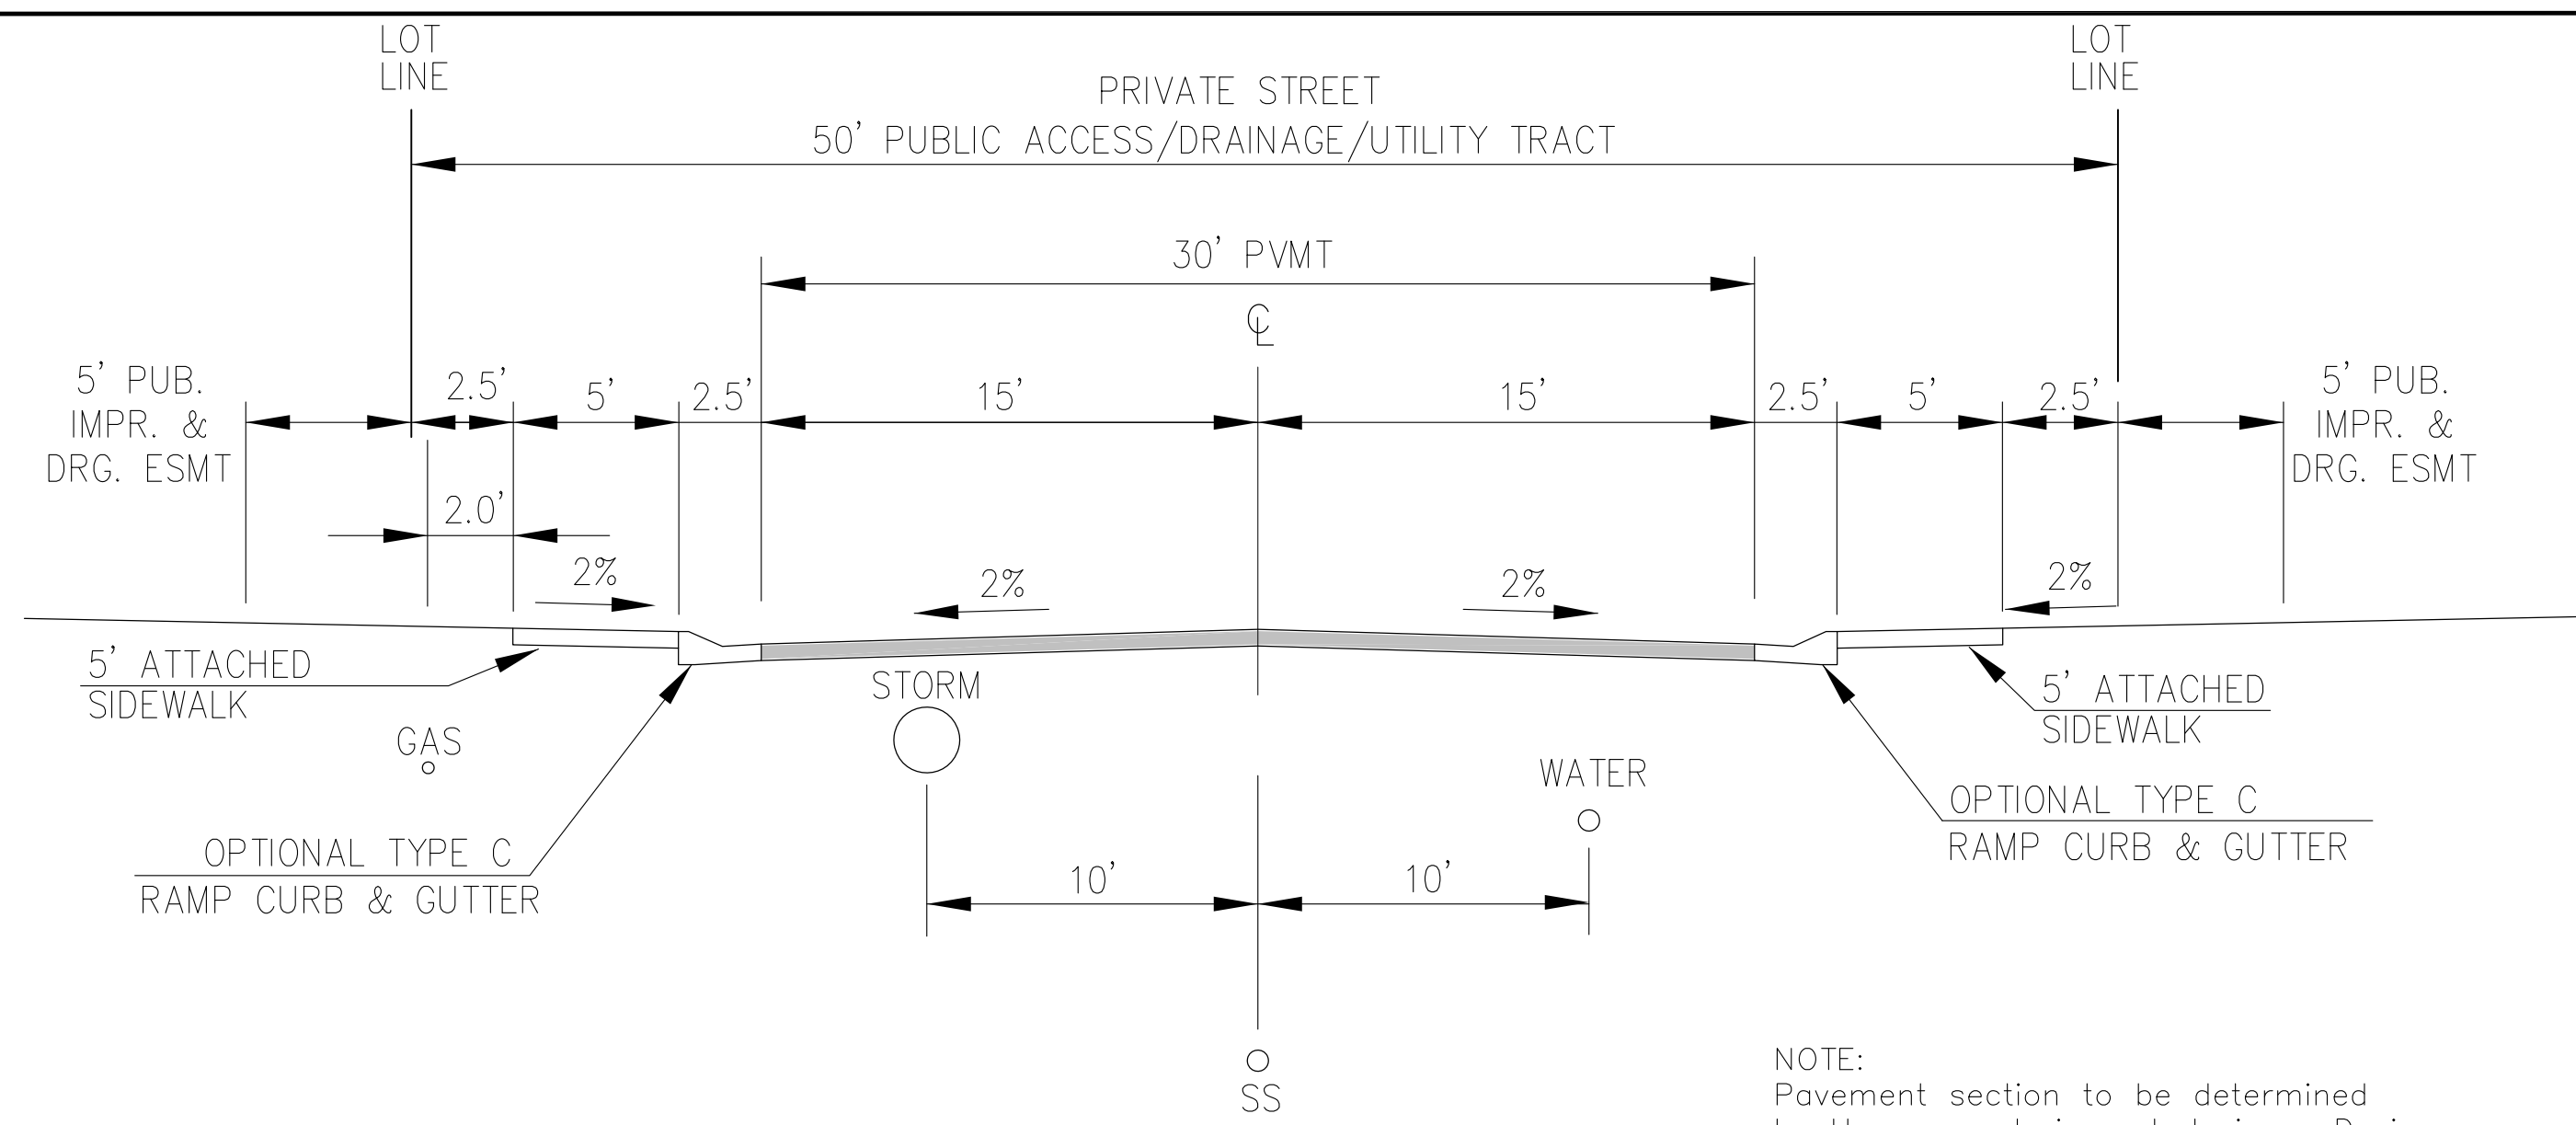 LOT
LINE
LOT
LINE
PRIVATE STREET
50' PUBLIC ACCESS/DRAINAGE/UTILITY TRACT
30' PVMT
℄
5' PUB.
IMPR. &
DRG. ESMT
2.5'
5'
2.5'
15'
15'
2.5'
5'
2.5'
5' PUB.
IMPR. &
DRG. ESMT
2.0'
2%
2%
2%
2%
5' ATTACHED
SIDEWALK
GAS
STORM
WATER
5' ATTACHED
SIDEWALK
OPTIONAL TYPE C
RAMP CURB & GUTTER
OPTIONAL TYPE C
RAMP CURB & GUTTER
10'
10'
SS
NOTE:
Pavement section to be determined